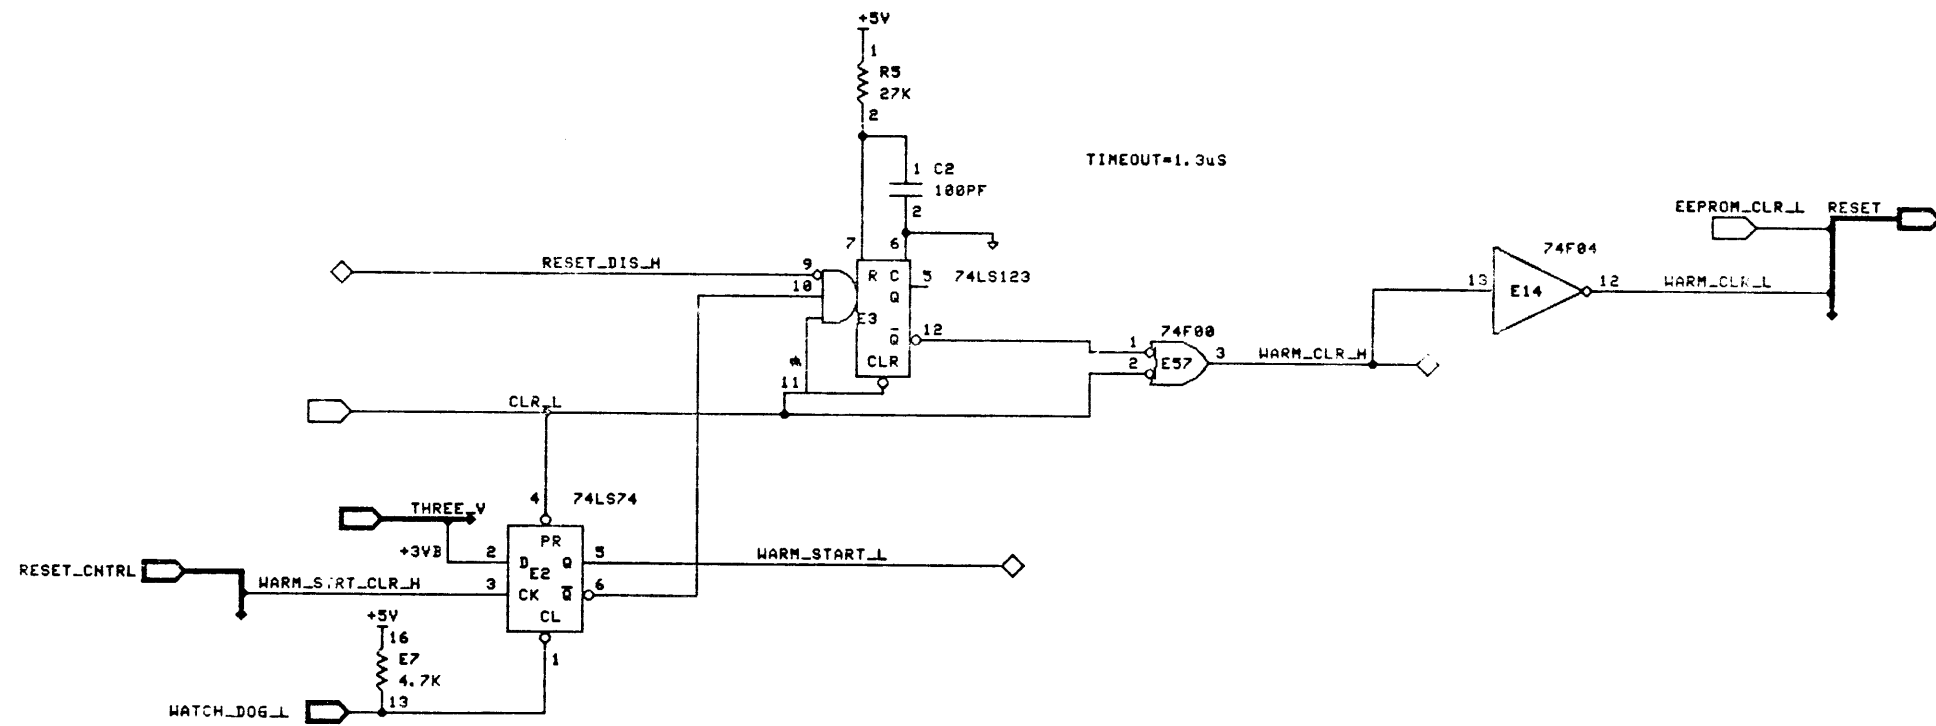 +5V
1
R5
27K
2
TIMEOUT=1.3uS
1 C2
100PF
2
EEPROM_CLR_L RESET
7 6
74F04
RESET_DIS_H 9
R C 5 74LS123
13 E14 12 WARM_CLR_L
10
Q
E3
Q 12
74F00
1
CLR
2 E57 3 WARM_CLR_H
*
11
CLR_L
4 74LS74
THREE_V
PR
+3VB 2 D Q 5 WARM_START_L
E2
RESET_CNTRL
WARM_S RT_CLR_H 3 CK Q 6
+5V
CL
16
1
E7
4.7K
13
WATCH_DOG_L